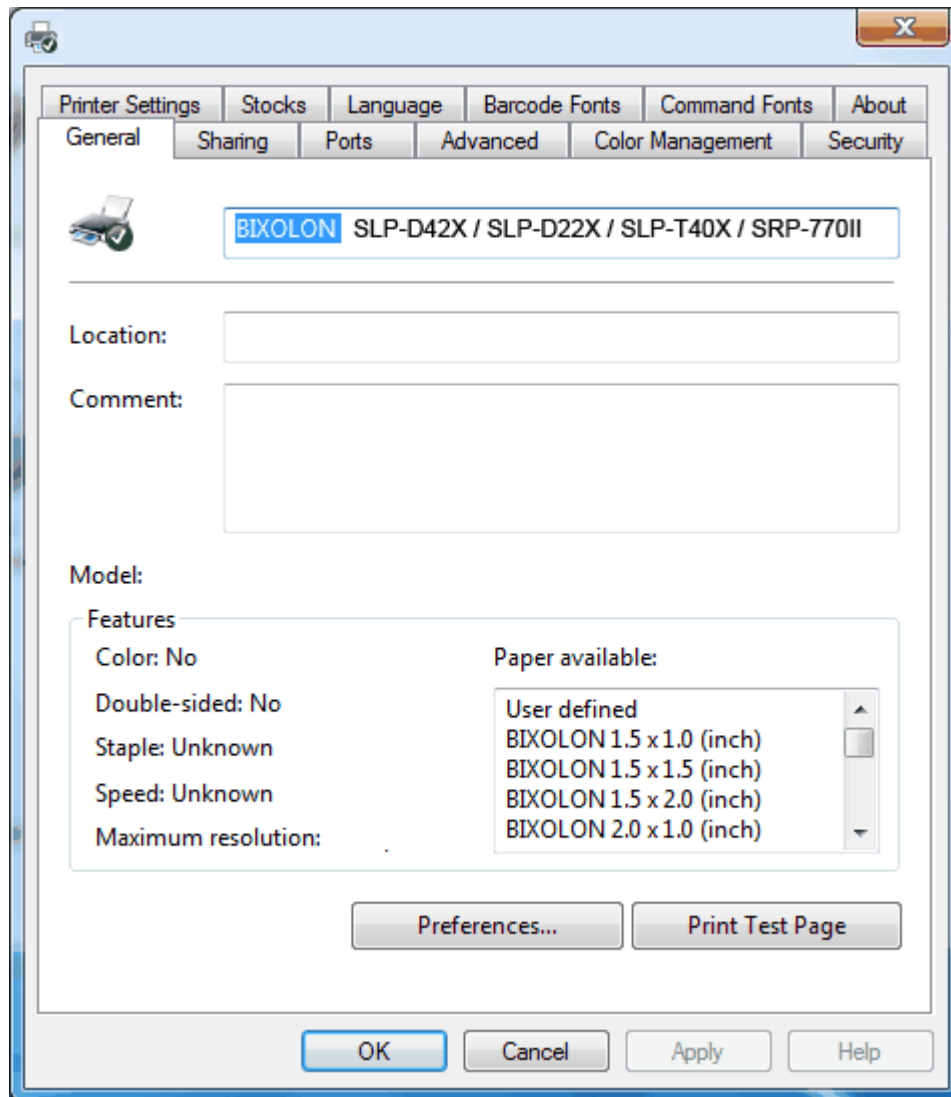 Printer Settings Stocks Language Barcode Fonts Command Fonts About
General Sharing Ports Advanced Color Management Security
BIXOLON SLP-D42X / SLP-D22X / SLP-T40X / SRP-770II
Location:
Comment:
Model:
Features
Color: No
Double-sided: No
Staple: Unknown
Speed: Unknown
Maximum resolution:
Paper available:
User defined
BIXOLON 1.5 x 1.0 (inch)
BIXOLON 1.5 x 1.5 (inch)
BIXOLON 1.5 x 2.0 (inch)
BIXOLON 2.0 x 1.0 (inch)
Preferences... Print Test Page
OK Cancel Apply Help